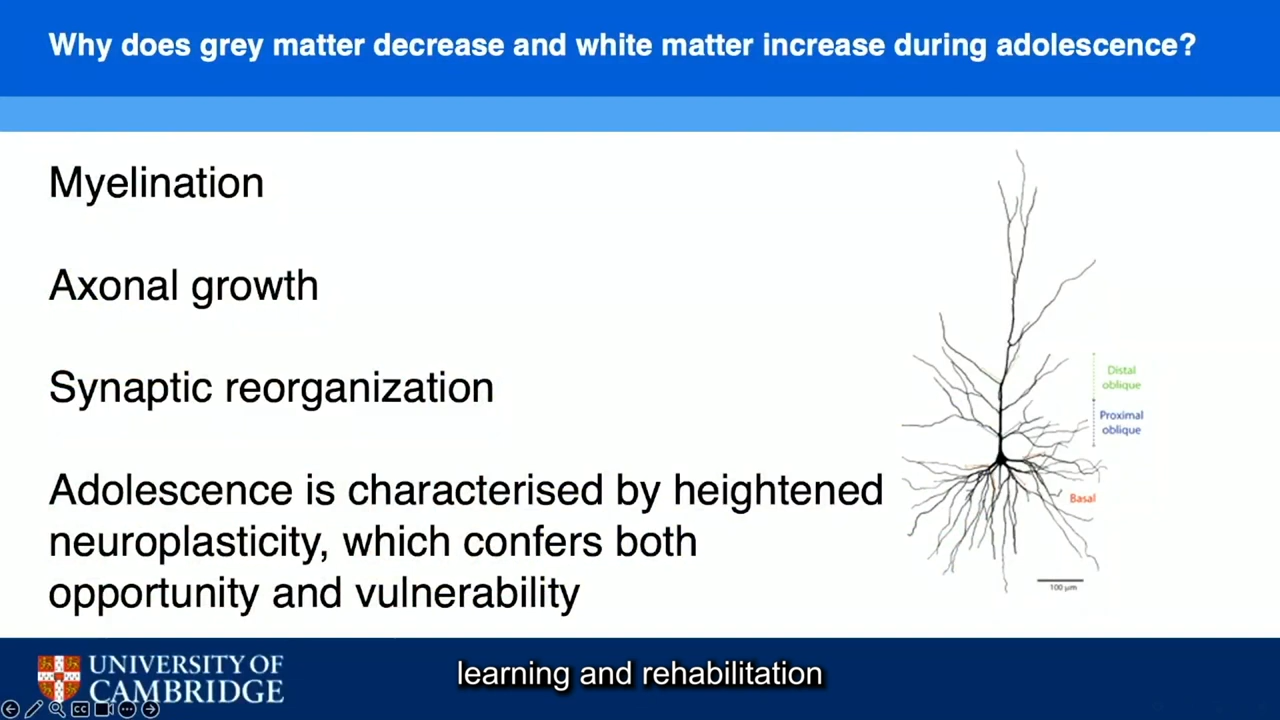 Why does grey matter decrease and white matter increase during adolescence?
Myelination
Axonal growth
Synaptic reorganization
Adolescence is characterised by heightened
neuroplasticity, which confers both
opportunity and vulnerability
Distal
oblique
Proximal
oblique
Basal
100 µm
UNIVERSITY OF
CAMBRIDGE
learning and rehabilitation
CC